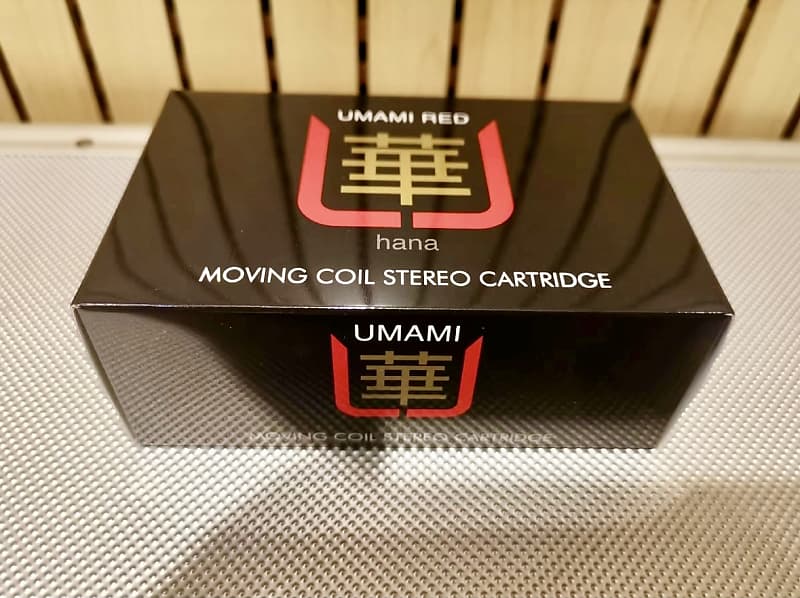 UMAMI RED
華
hana
MOVING COIL STEREO CARTRIDGE
UMAMI
華
MOVING COIL STEREO CARTRIDGE